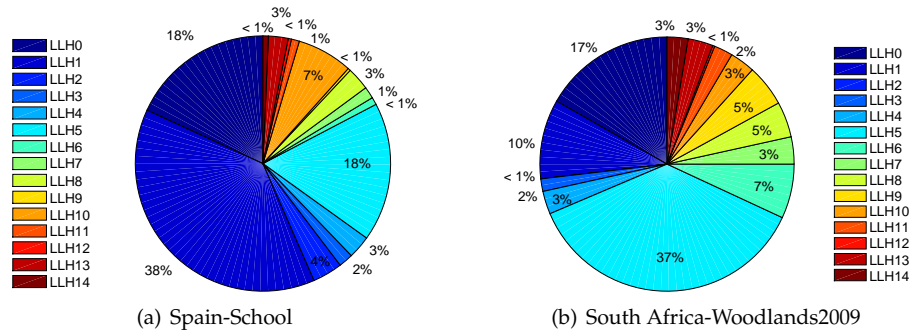 LLH0
LLH1
LLH2
LLH3
LLH4
LLH5
LLH6
LLH7
LLH8
LLH9
LLH10
LLH11
LLH12
LLH13
LLH14
18%
38%
4%
2%
3%
18%
< 1%
1%
3%
< 1%
7%
1%
< 1%
3%
< 1%
(a) Spain-School
17%
10%
< 1%
2%
3%
37%
7%
3%
5%
5%
3%
2%
< 1%
3%
3%
LLH0
LLH1
LLH2
LLH3
LLH4
LLH5
LLH6
LLH7
LLH8
LLH9
LLH10
LLH11
LLH12
LLH13
LLH14
(b) South Africa-Woodlands2009